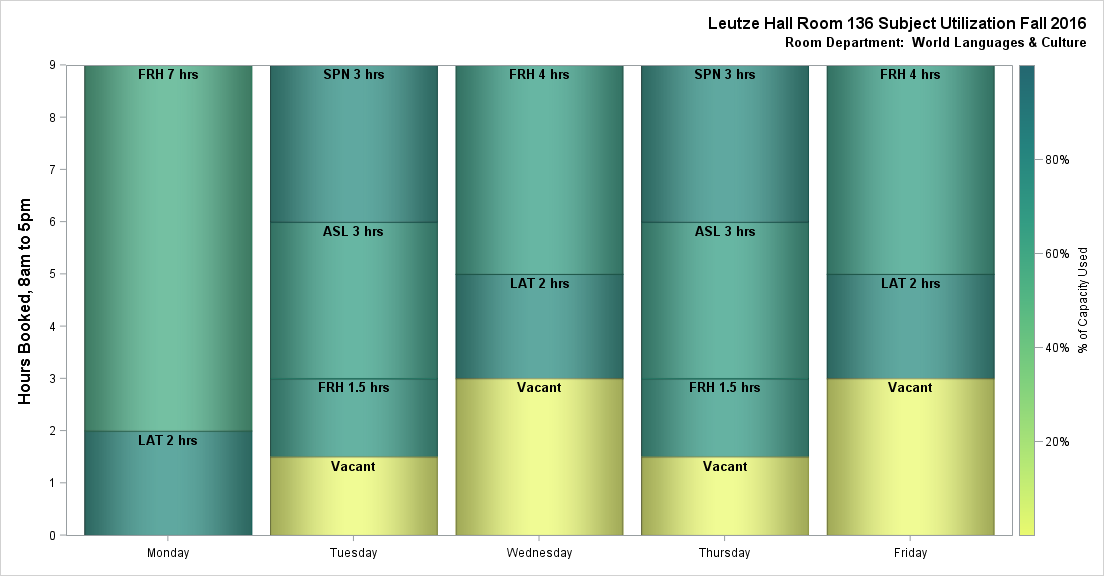 Leutze Hall Room 136 Subject Utilization Fall 2016
Room Department: World Languages & Culture
Hours Booked, 8am to 5pm
9
8
7
6
5
4
3
2
1
0
FRH 7 hrs
LAT 2 hrs
SPN 3 hrs
ASL 3 hrs
FRH 1.5 hrs
Vacant
FRH 4 hrs
LAT 2 hrs
Vacant
SPN 3 hrs
ASL 3 hrs
FRH 1.5 hrs
Vacant
FRH 4 hrs
LAT 2 hrs
Vacant
Monday
Tuesday
Wednesday
Thursday
Friday
80%
60%
40%
20%
% of Capacity Used